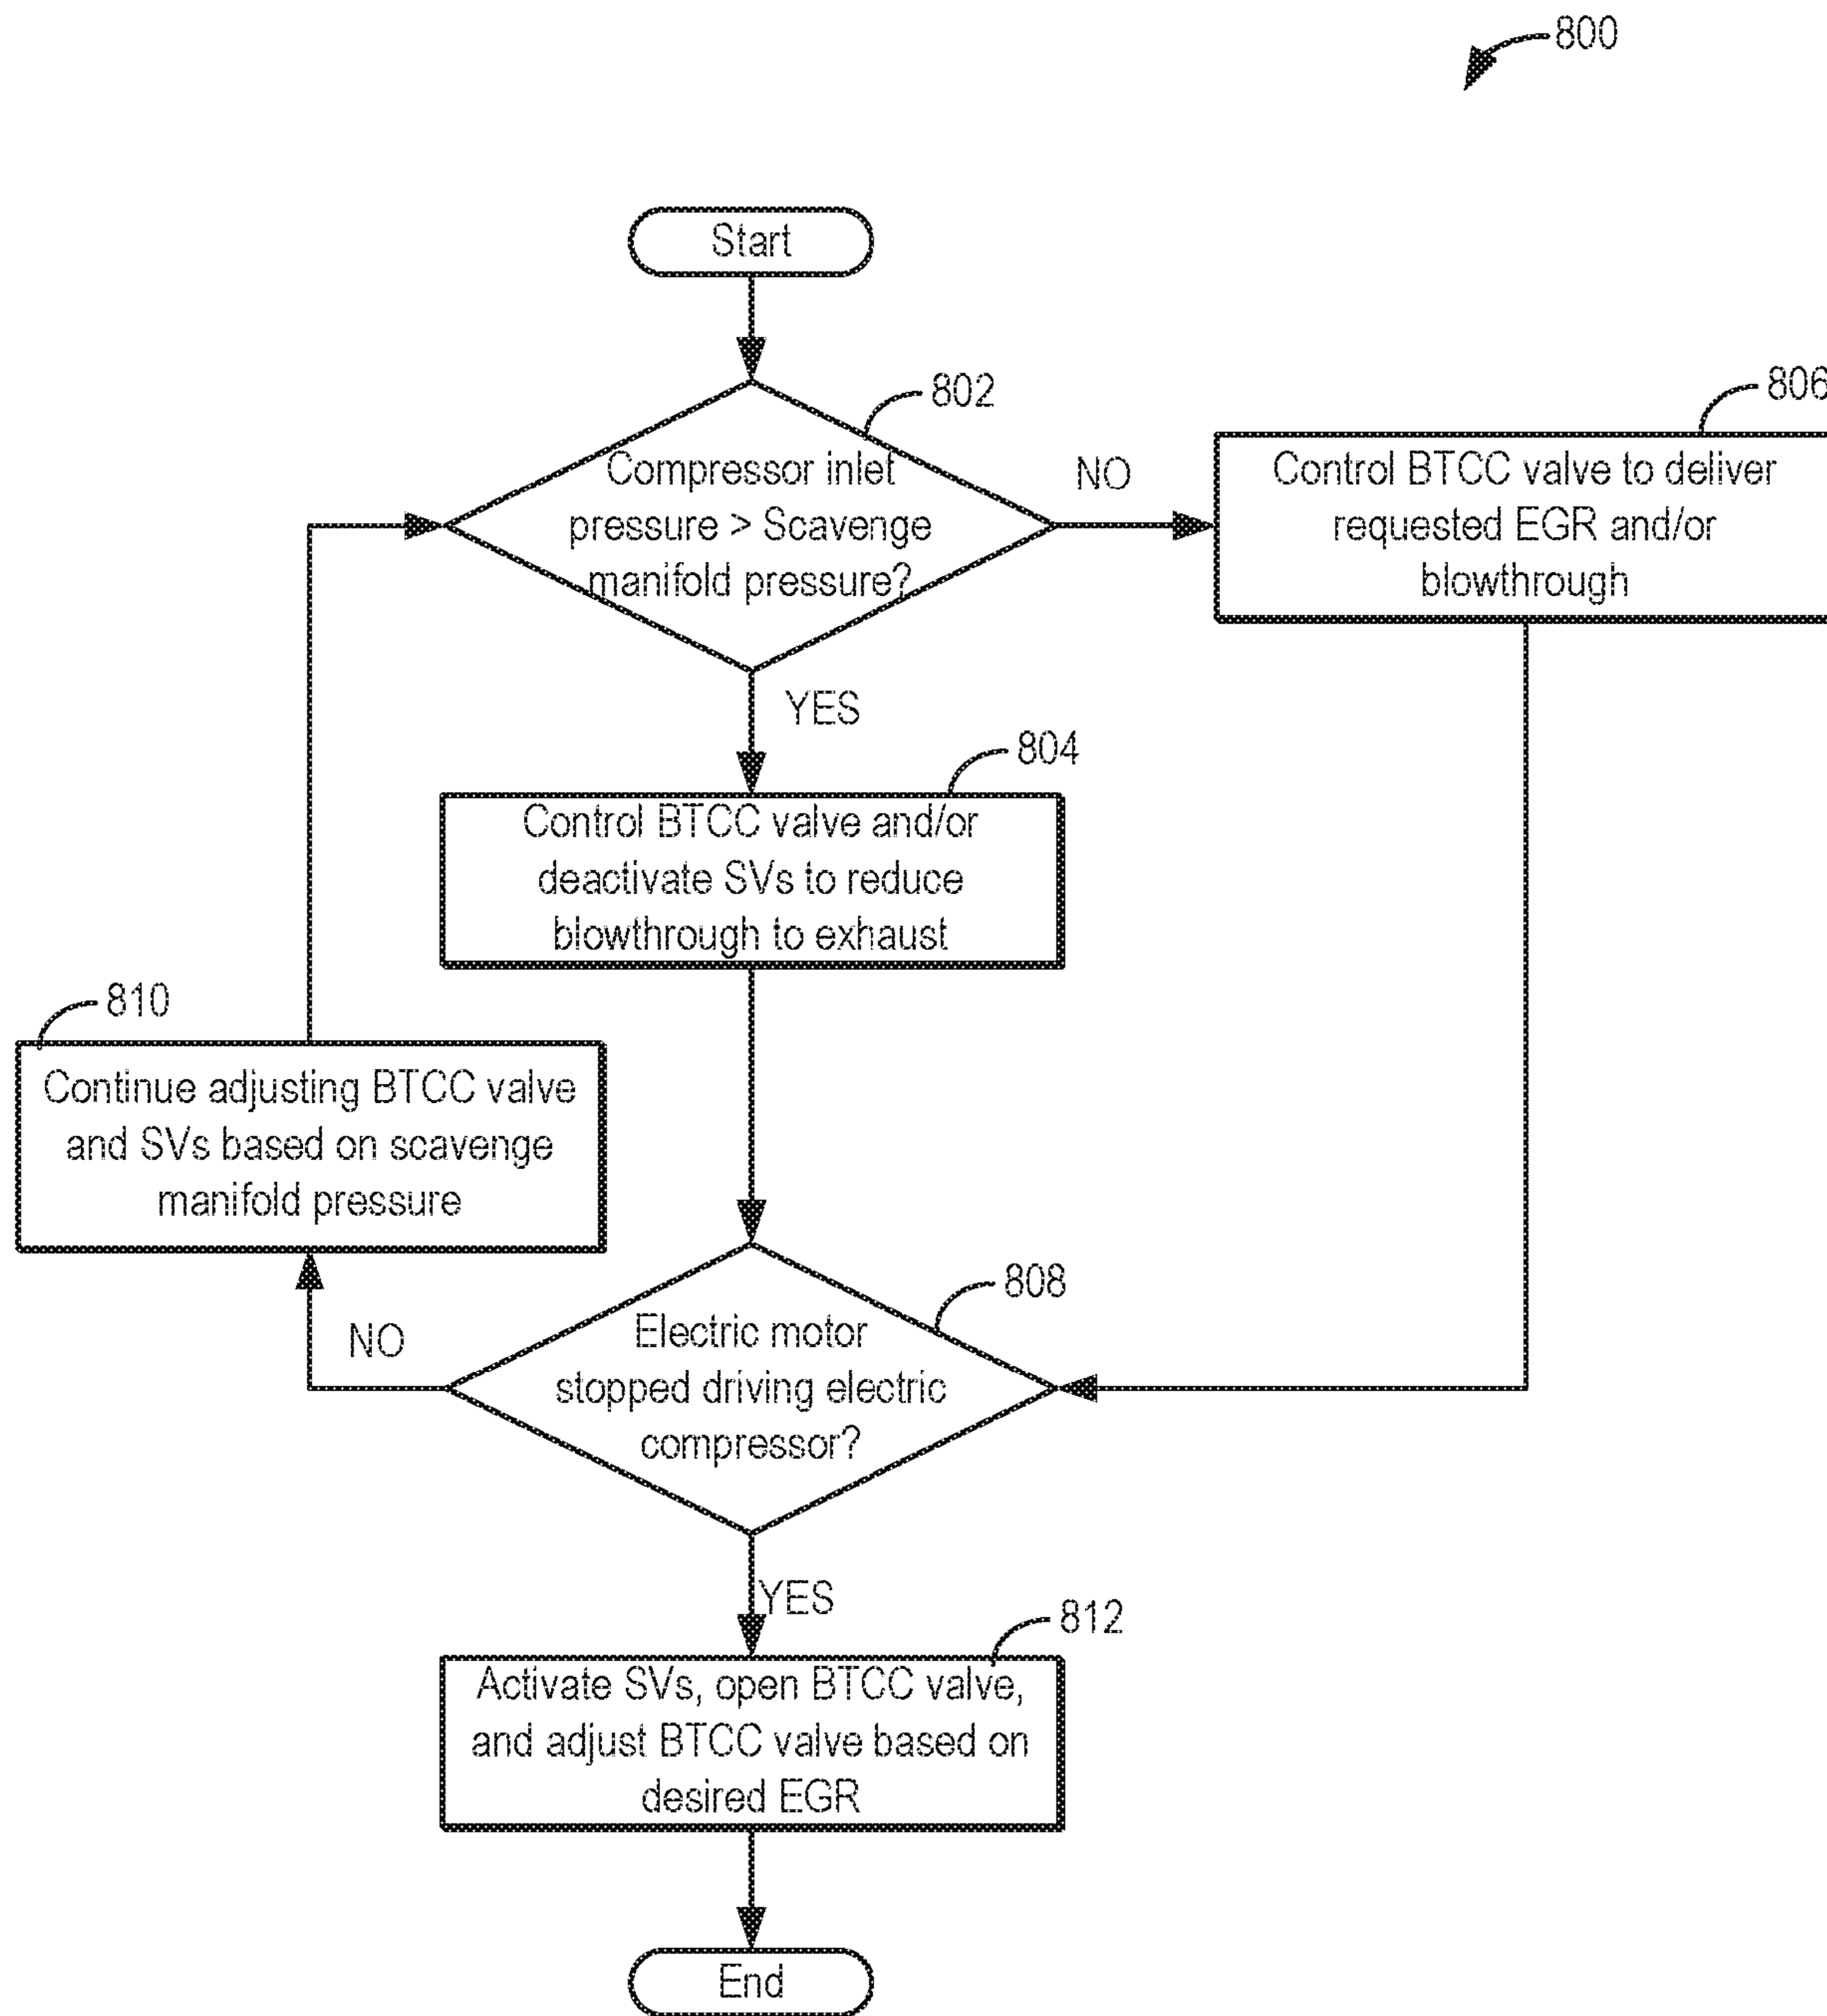 800
Start
802
Compressor inlet
pressure > Scavenge
manifold pressure?
NO
806
Control BTCC valve to deliver
requested EGR and/or
blowthrough
YES
804
Control BTCC valve and/or
deactivate SVs to reduce
blowthrough to exhaust
810
Continue adjusting BTCC valve
and SVs based on scavenge
manifold pressure
808
Electric motor
stopped driving electric
compressor?
NO
YES
812
Activate SVs, open BTCC valve,
and adjust BTCC valve based on
desired EGR
End